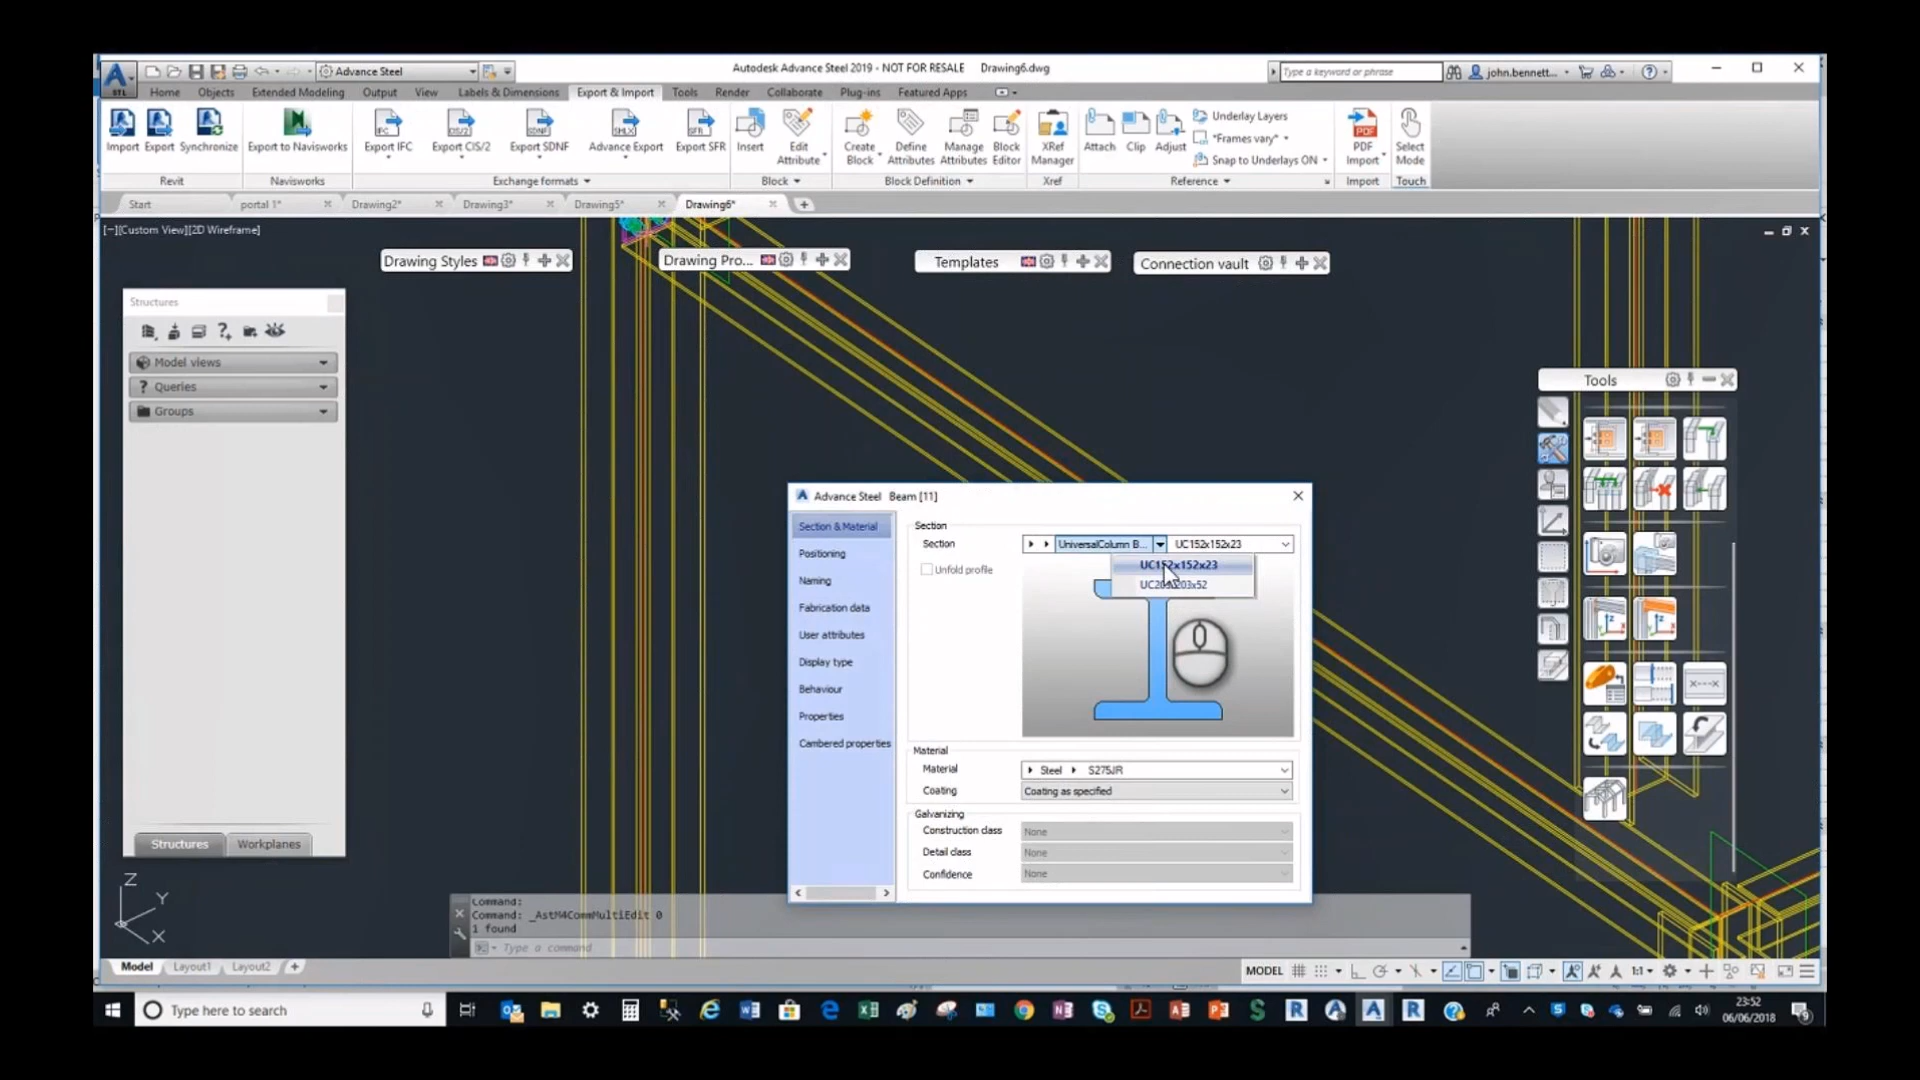 Advance Steel
Autodesk Advance Steel 2019 - NOT FOR RESALE Drawing6.dwg
Type a keyword or phrase
john.bennett...
STL
Home Objects Extended Modeling Output View Labels & Dimensions Export & Import Tools Render Collaborate Plug-ins Featured Apps
Import Export Synchronize Export to Navisworks Export IFC Export CIS/2 Export SDNF Advance Export Export SFR Insert Edit Attribute Create Block Define Attributes Manage Attributes Block Editor XRef Manager Attach Clip Adjust
Underlay Layers
*Frames vary*
Snap to Underlays ON
PDF Import Select Mode
Revit Navisworks Exchange formats Block Block Definition Xref Reference Import Touch
Start portal 1* Drawing2* Drawing3* Drawing5* Drawing6*
[−][Custom View][2D Wireframe]
Drawing Styles
Drawing Pro...
Templates
Connection vault
Structures
Model views
Queries
Groups
Structures Workplanes
Tools
Advance Steel Beam [11]
Section & Material
Positioning
Naming
Fabrication data
User attributes
Display type
Behaviour
Properties
Cambered properties
Section
Section UniversalColumn B... UC152x152x23
Unfold profile
UC152x152x23
UC203x203x52
Material
Material Steel S275JR
Coating Coating as specified
Galvanizing
Construction class None
Detail class None
Confidence None
Z
Y
X
Command:
Command: _AstM4CommMultiEdit 0
1 found
Type a command
Model Layout1 Layout2
MODEL
1:1
Type here to search
23:52
06/06/2018